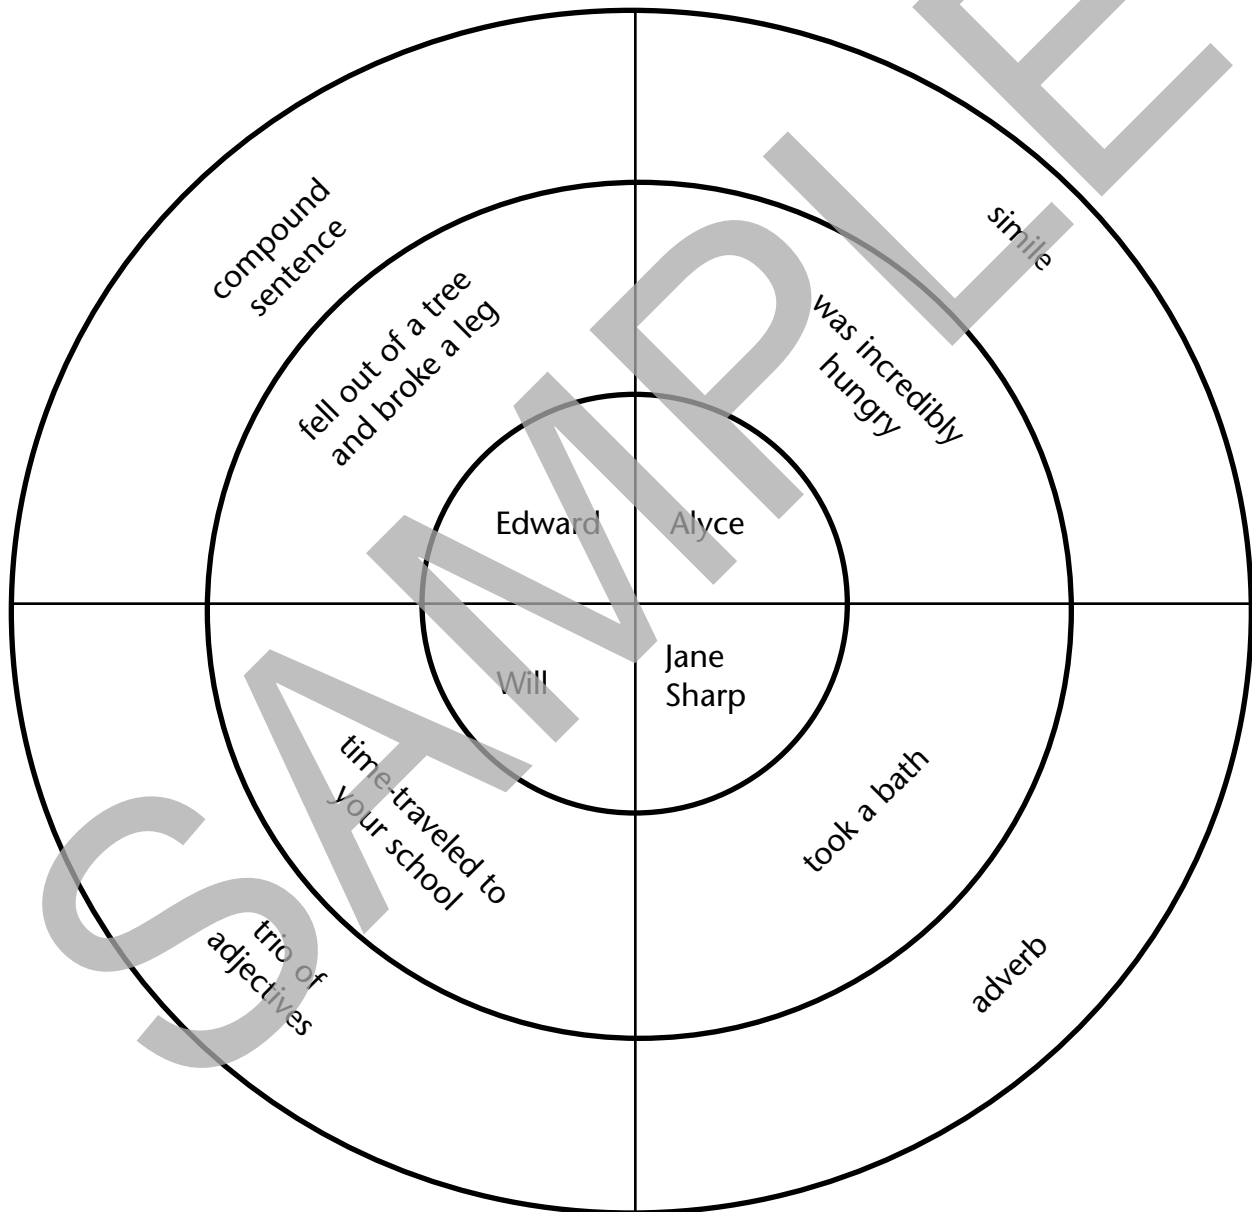 compound
sentence
simile
fell out of a tree
and broke a leg
was incredibly
hungry
Edward
Alyce
Will
Jane
Sharp
time-traveled to
your school
took a bath
trio of
adjectives
adverb
SAMPLE